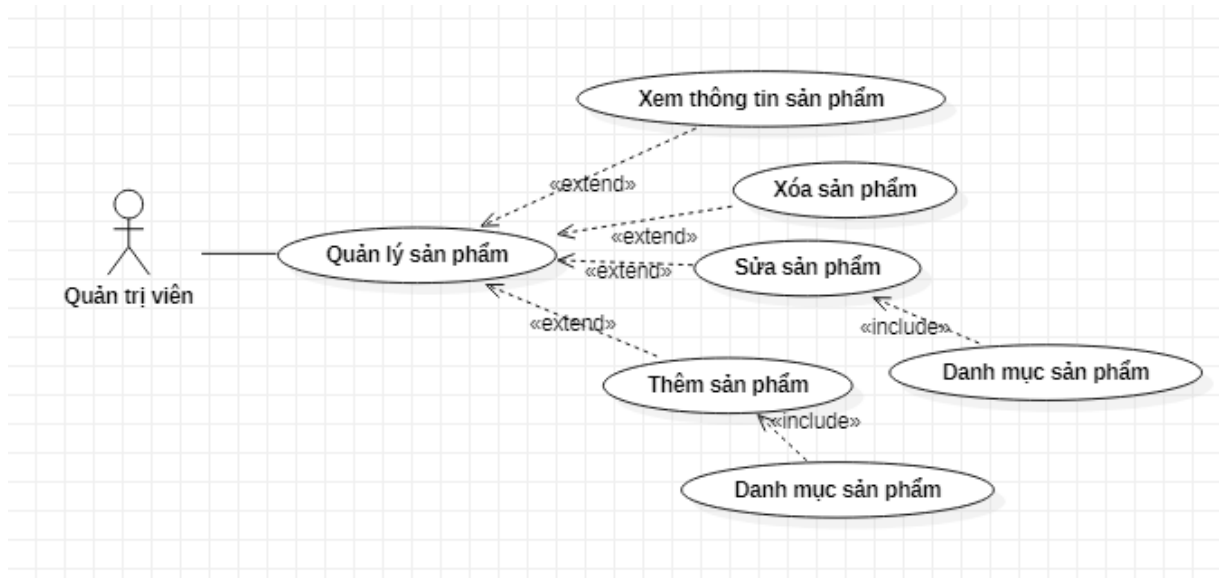 Xem thông tin sản phẩm
«extend»
Xóa sản phẩm
«extend»
Quản lý sản phẩm
«extend»
Sửa sản phẩm
Quản trị viên
«extend»
«include»
Danh mục sản phẩm
Thêm sản phẩm
«include»
Danh mục sản phẩm